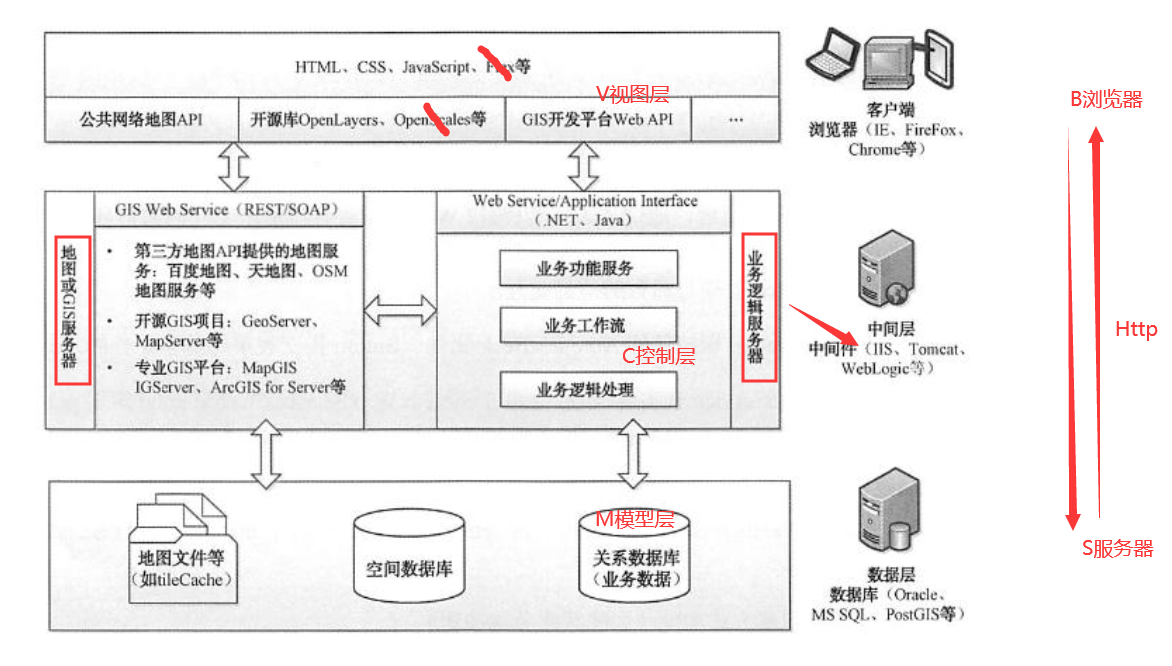 HTML、CSS、JavaScript、Flex等
V视图层
公共网络地图API
开源库OpenLayers、OpenScales等
GIS开发平台Web API
...
客户端
浏览器（IE、FireFox、
Chrome等）
B浏览器
地图或GIS服务器
GIS Web Service（REST/SOAP）
• 第三方地图API提供的地图服
务：百度地图、天地图、OSM
地图服务等
• 开源GIS项目：GeoServer、
MapServer等
• 专业GIS平台：MapGIS
IGServer、ArcGIS for Server等
Web Service/Application Interface
（.NET、Java）
业务功能服务
业务工作流
C控制层
业务逻辑处理
业务逻辑服务器
中间层
中间件（IIS、Tomcat、
WebLogic等）
Http
地图文件等
（如tileCache）
空间数据库
M模型层
关系数据库
（业务数据）
S服务器
数据层
数据库（Oracle、
MS SQL、PostGIS等）